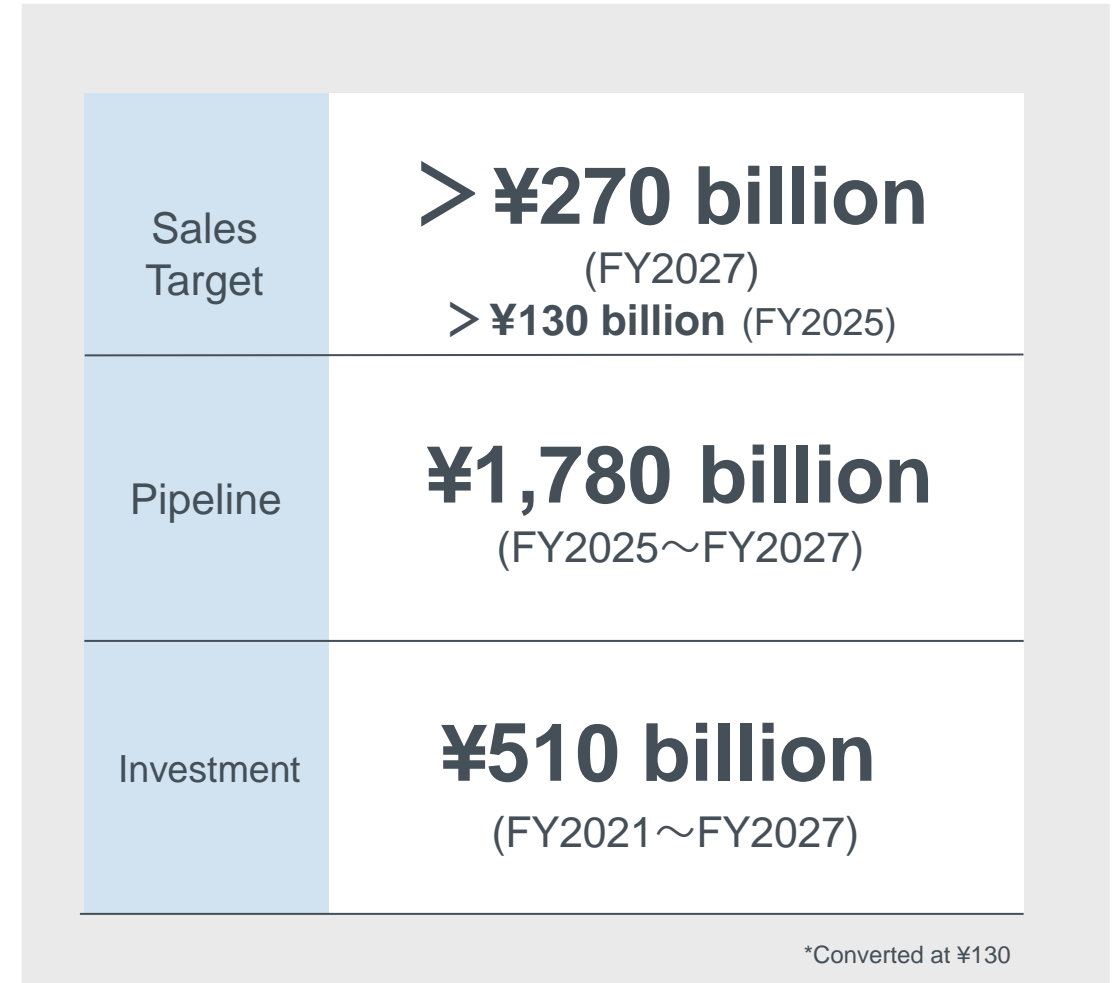 Sales
Target
＞¥270 billion
(FY2027)
＞¥130 billion (FY2025)
Pipeline
¥1,780 billion
(FY2025～FY2027)
Investment
¥510 billion
(FY2021～FY2027)
*Converted at ¥130